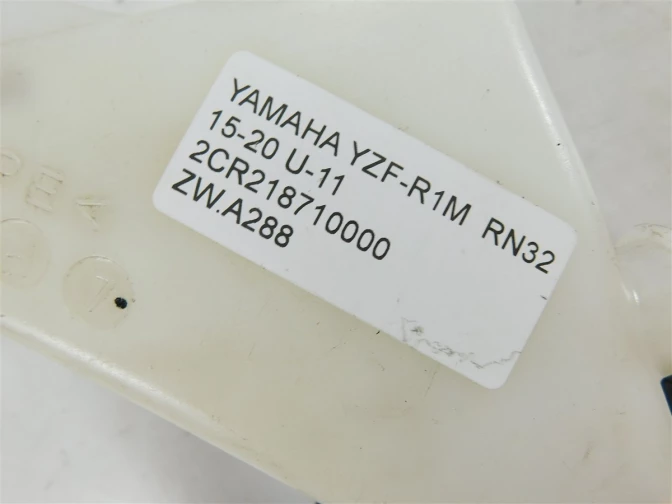 YAMAHA YZF-R1M RN32
15-20 U-11
2CR218710000
ZW.A288